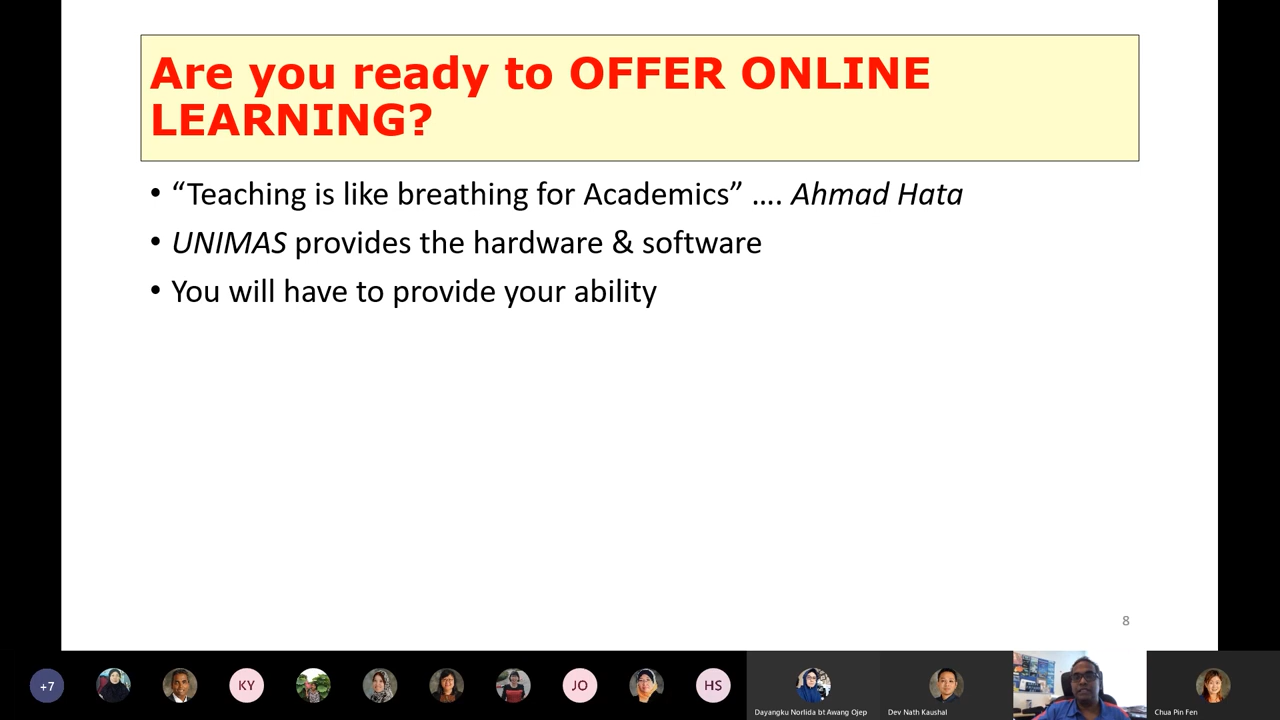 Are you ready to OFFER ONLINE
LEARNING?
• “Teaching is like breathing for Academics” …. Ahmad Hata
• UNIMAS provides the hardware & software
• You will have to provide your ability
8
+7
KY
JO
HS
Dayangku Norlida bt Awang Ojep
Dev Nath Kaushal
Chua Pin Fen